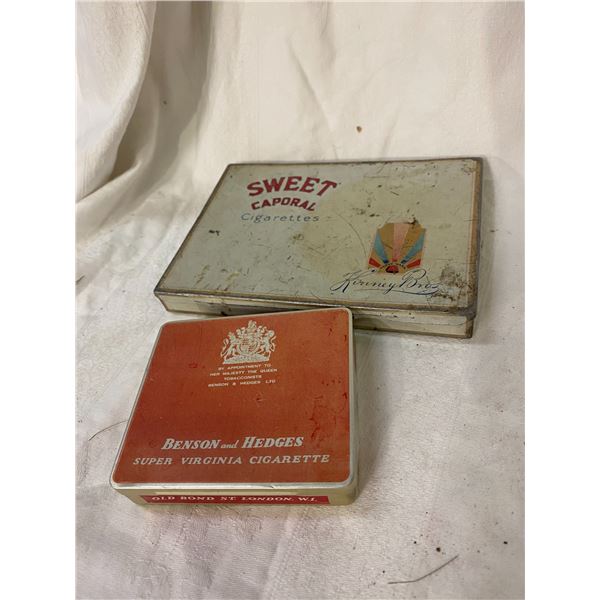 SWEET
CAPORAL
Cigarettes
Kinney Bros
BY APPOINTMENT TO
HER MAJESTY THE QUEEN
TOBACCONISTS
BENSON & HEDGES LTD
BENSON and HEDGES
SUPER VIRGINIA CIGARETTE
OLD BOND ST. LONDON. W.1.